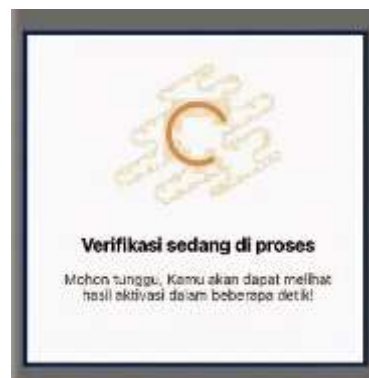 Verifikasi sedang di proses
Mohon tunggu, Kamu akan dapat melihat
hasil aktivasi dalam beberapa detik!